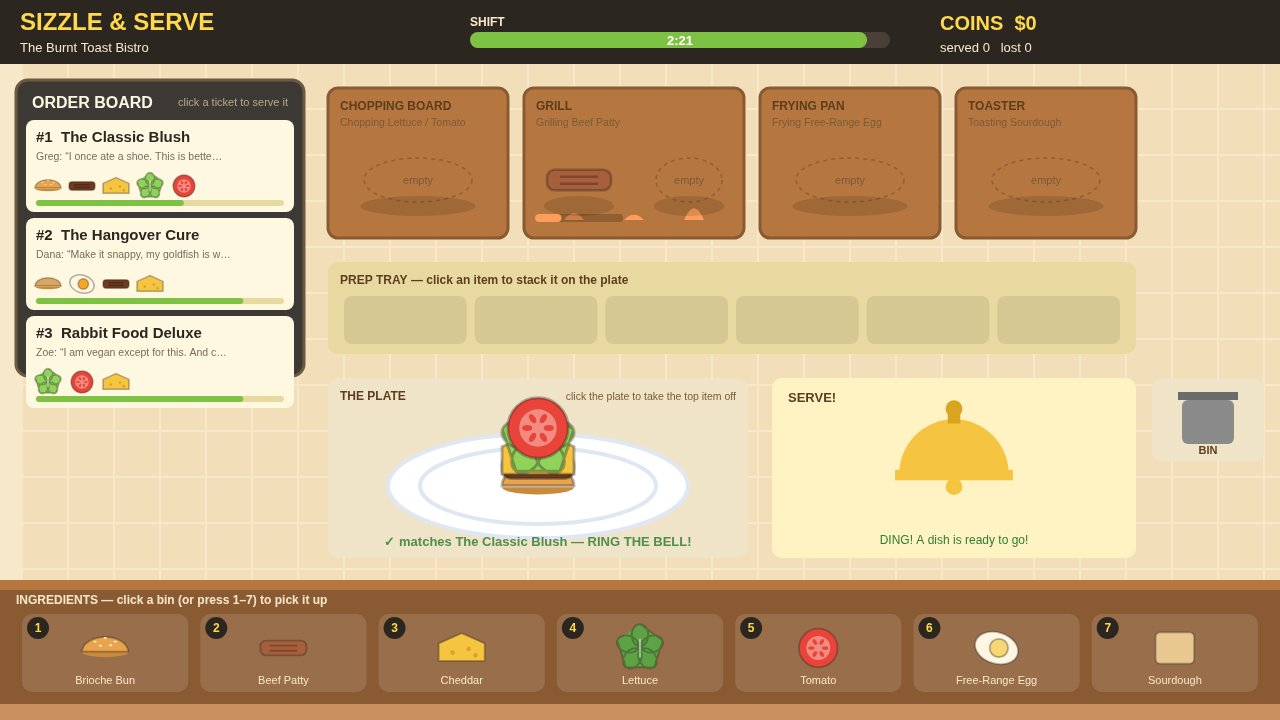 SIZZLE & SERVE
The Burnt Toast Bistro
SHIFT
2:21
COINS $0
served 0 lost 0
ORDER BOARD
click a ticket to serve it
#1 The Classic Blush
Greg: “I once ate a shoe. This is bette…
#2 The Hangover Cure
Dana: “Make it snappy, my goldfish is w…
#3 Rabbit Food Deluxe
Zoe: “I am vegan except for this. And c…
CHOPPING BOARD
Chopping Lettuce / Tomato
empty
GRILL
Grilling Beef Patty
empty
FRYING PAN
Frying Free-Range Egg
empty
TOASTER
Toasting Sourdough
empty
PREP TRAY — click an item to stack it on the plate
THE PLATE
click the plate to take the top item off
✓ matches The Classic Blush — RING THE BELL!
SERVE!
DING! A dish is ready to go!
BIN
INGREDIENTS — click a bin (or press 1–7) to pick it up
1
Brioche Bun
2
Beef Patty
3
Cheddar
4
Lettuce
5
Tomato
6
Free-Range Egg
7
Sourdough